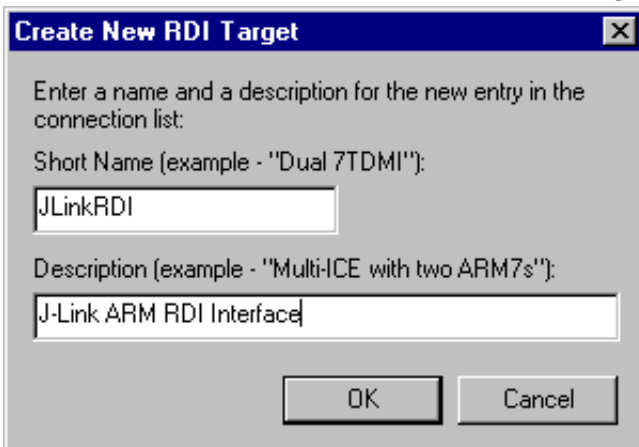 Create New RDI Target
Enter a name and a description for the new entry in the
connection list:
Short Name (example - "Dual 7TDMI"):
JLinkRDI
Description (example - "Multi-ICE with two ARM7s"):
J-Link ARM RDI Interface
OK Cancel